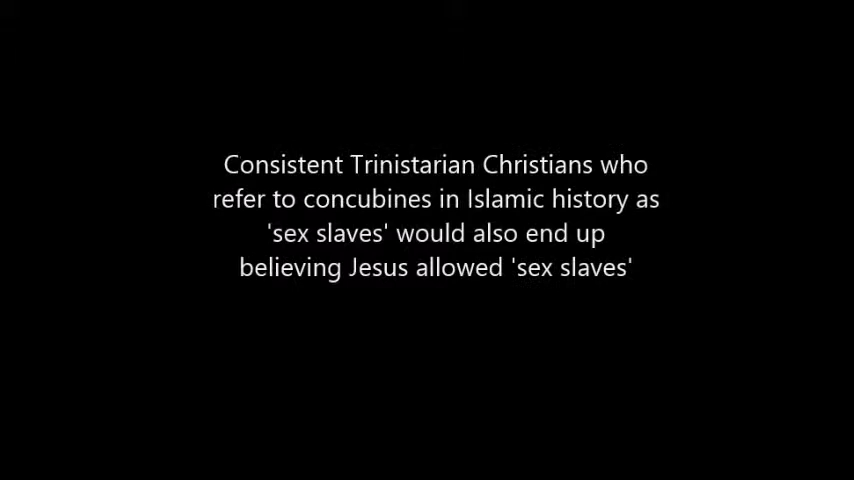 Consistent Trinistarian Christians who
refer to concubines in Islamic history as
'sex slaves' would also end up
believing Jesus allowed 'sex slaves'